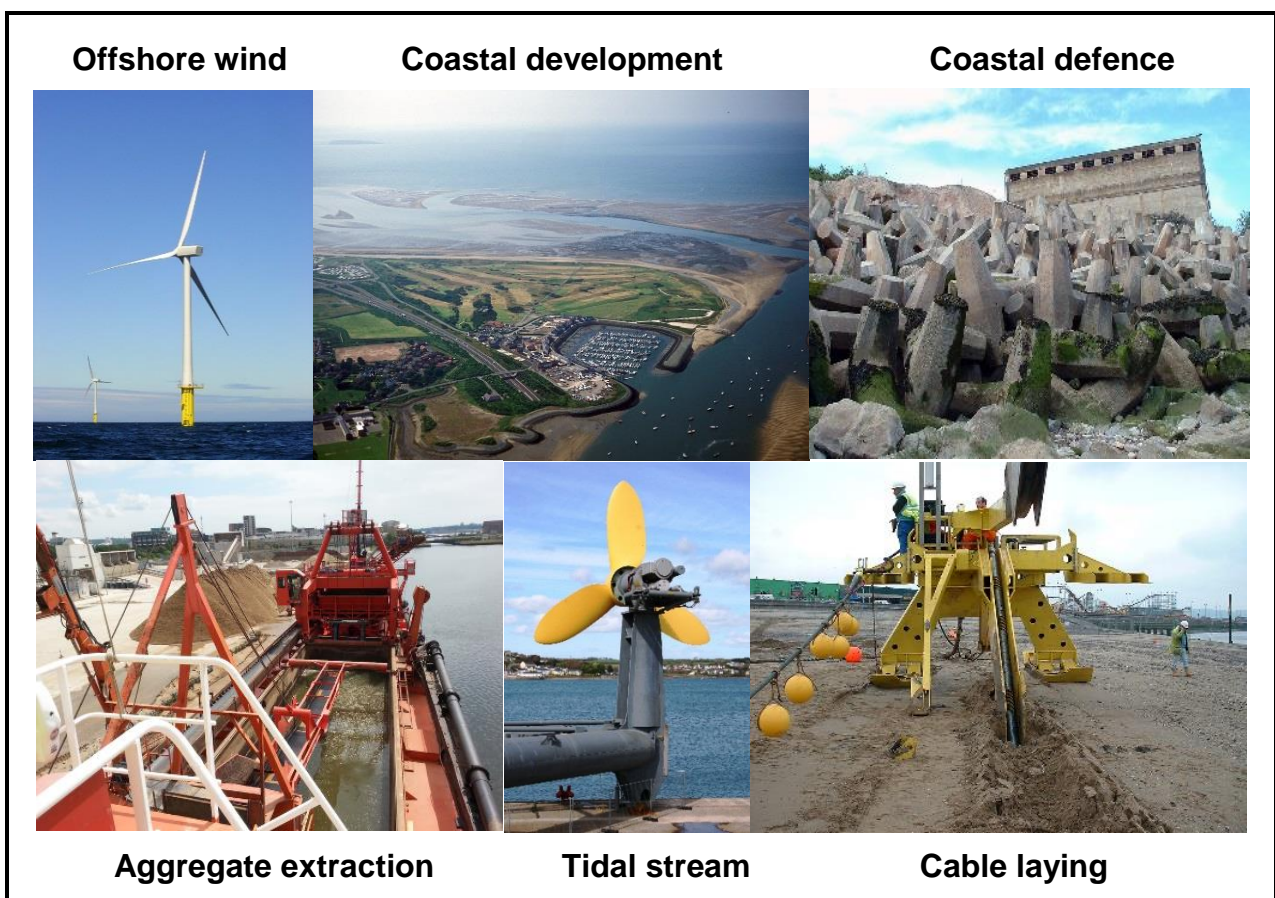 Offshore wind
Coastal development
Coastal defence
Aggregate extraction
Tidal stream
Cable laying